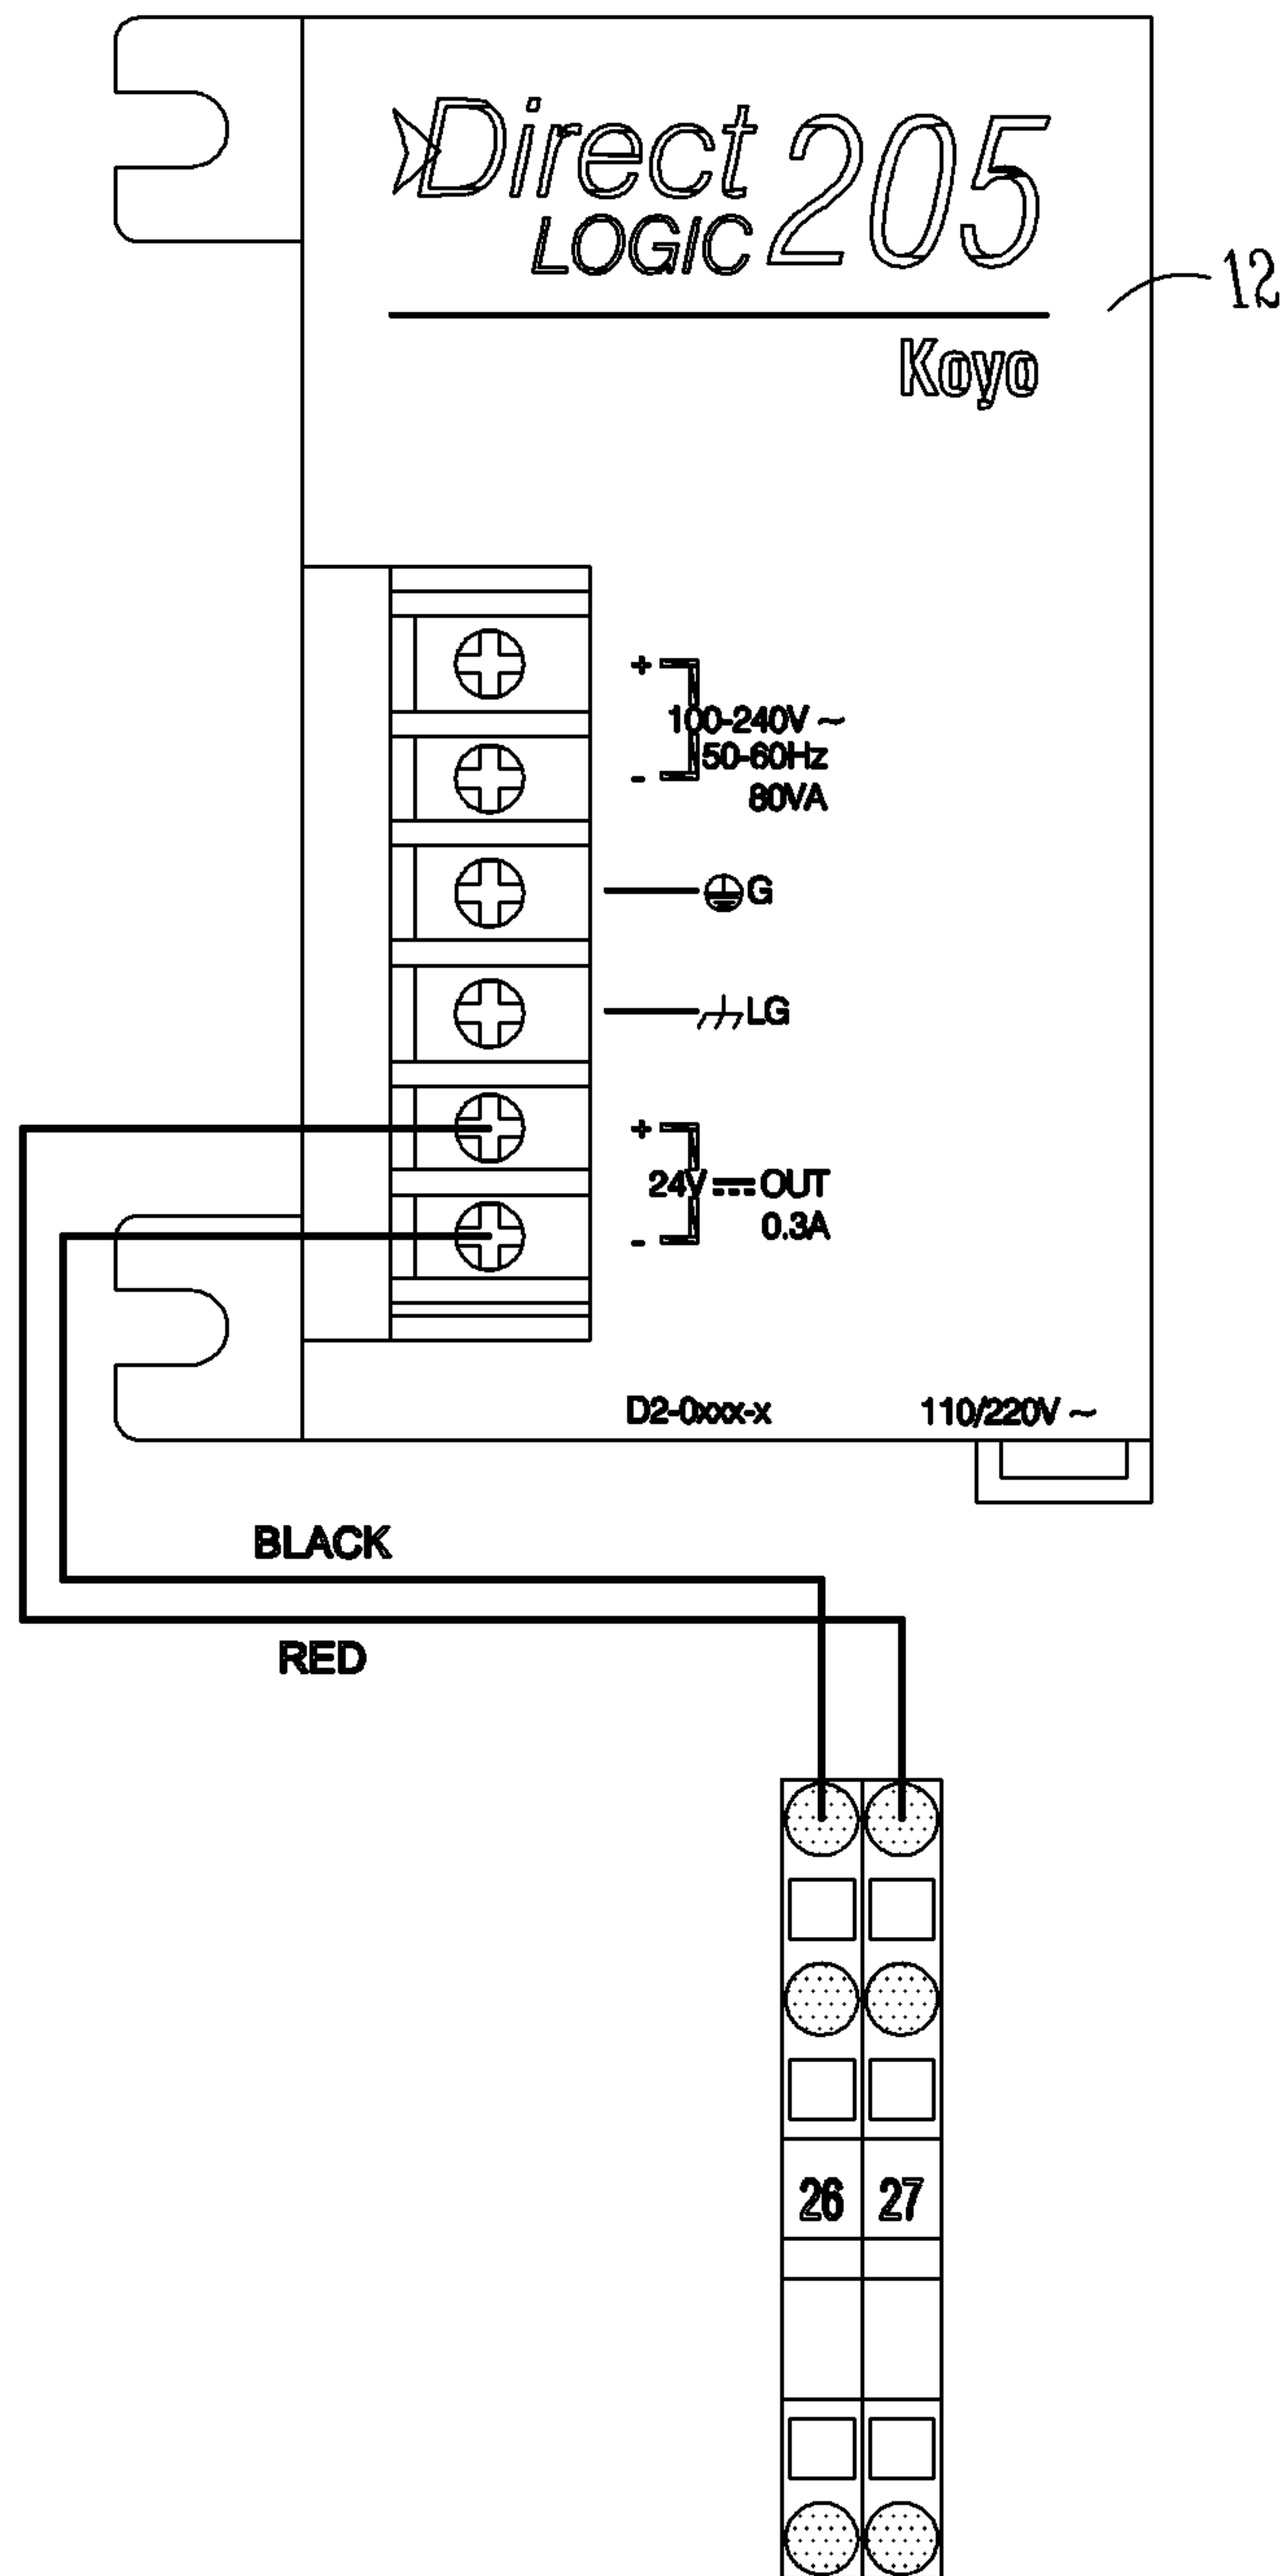 Direct
LOGIC 205
12
Koyo
+
100-240V ~
50-60Hz
-
80VA
G
LG
+
24V OUT
0.3A
-
D2-0xxx-x 110/220V ~
BLACK
RED
26 27